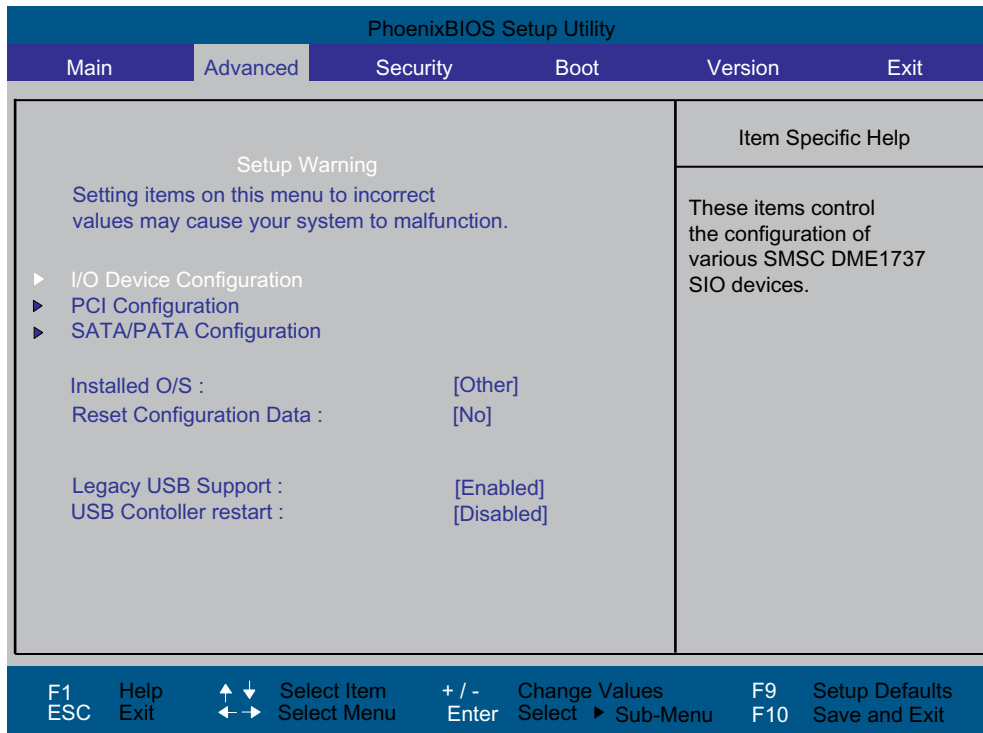 PhoenixBIOS Setup Utility
Main Advanced Security Boot Version Exit
Setup Warning
Setting items on this menu to incorrect
values may cause your system to malfunction.
I/O Device Configuration
PCI Configuration
SATA/PATA Configuration
Installed O/S : [Other]
Reset Configuration Data : [No]
Legacy USB Support : [Enabled]
USB Contoller restart : [Disabled]
Item Specific Help
These items control
the configuration of
various SMSC DME1737
SIO devices.
F1 Help Select Item + / - Change Values F9 Setup Defaults
ESC Exit Select Menu Enter Select Sub-Menu F10 Save and Exit